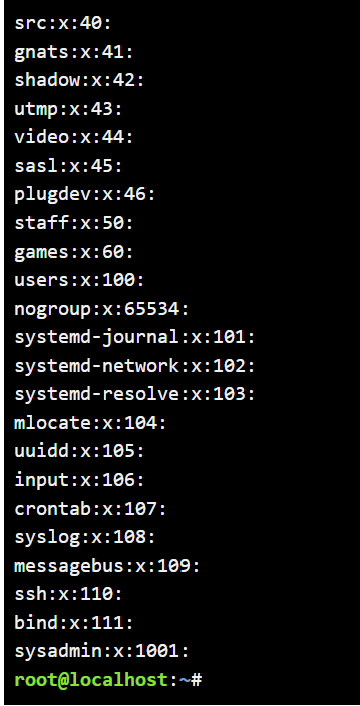 src:x:40:
gnats:x:41:
shadow:x:42:
utmp:x:43:
video:x:44:
sasl:x:45:
plugdev:x:46:
staff:x:50:
games:x:60:
users:x:100:
nogroup:x:65534:
systemd-journal:x:101:
systemd-network:x:102:
systemd-resolve:x:103:
mlocate:x:104:
uuidd:x:105:
input:x:106:
crontab:x:107:
syslog:x:108:
messagebus:x:109:
ssh:x:110:
bind:x:111:
sysadmin:x:1001:
root@localhost:~#